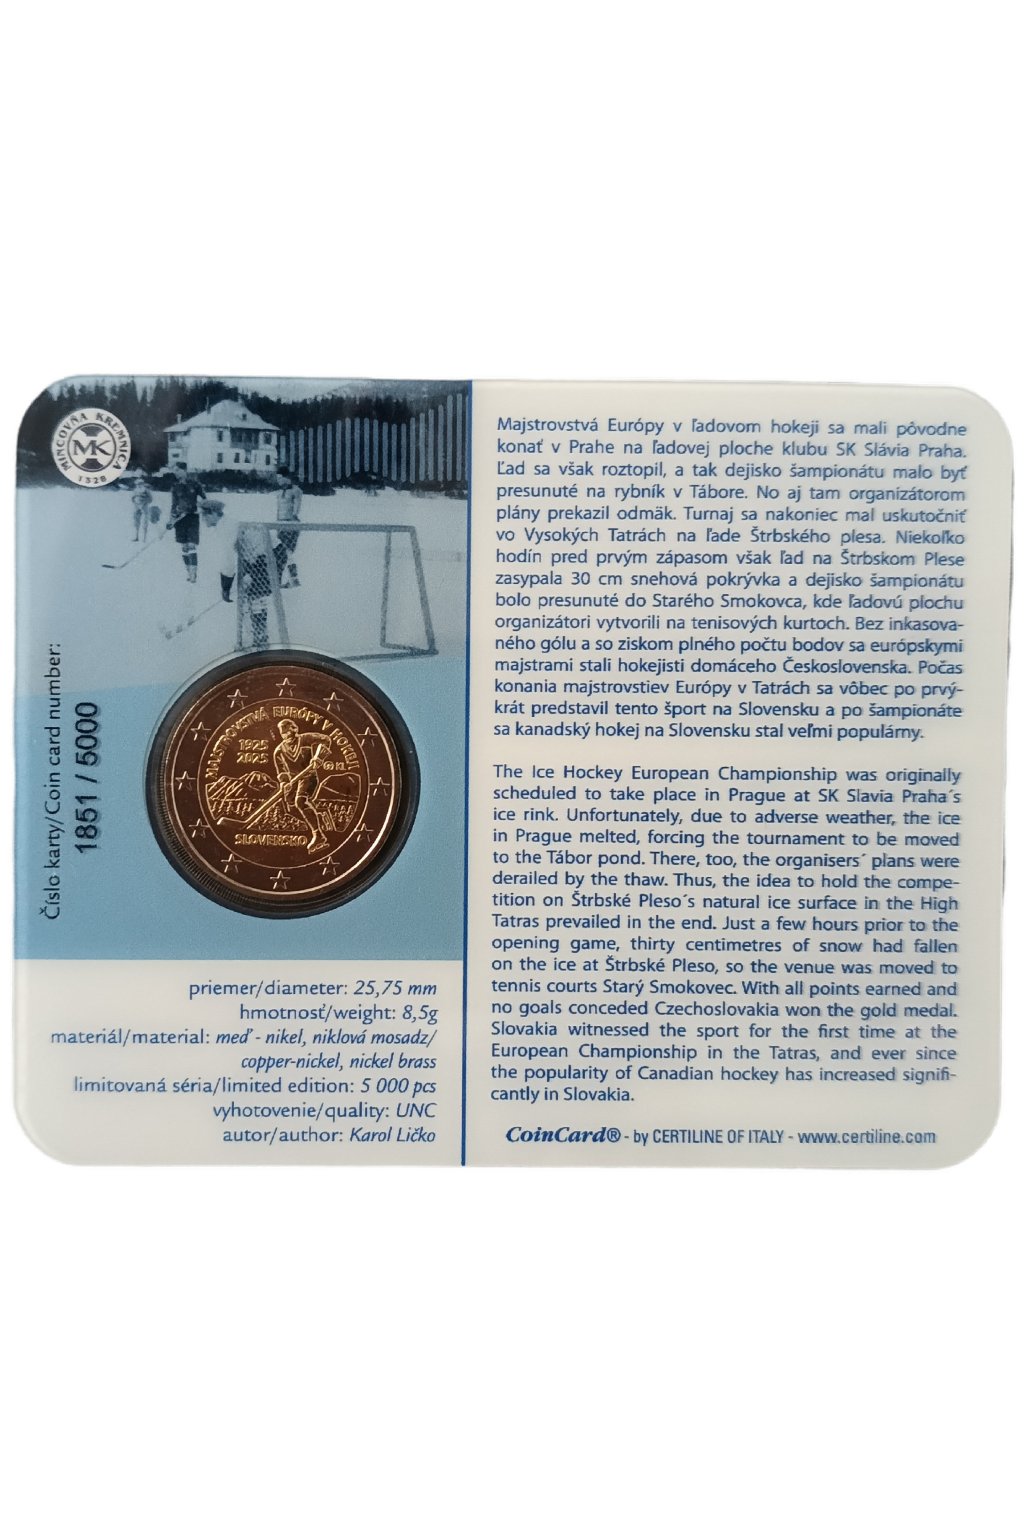 MINCOVŇA KREMNICA
MK
1328
Číslo karty/Coin card number:
1851 / 5000
MAJSTROVSTVÁ EURÓPY V HOKEJI
1925
2025
SLOVENSKO
priemer/diameter: 25,75 mm
hmotnosť/weight: 8,5g
materiál/material: meď - nikel, niklová mosadz/
copper-nickel, nickel brass
limitovaná séria/limited edition: 5 000 pcs
vyhotovenie/quality: UNC
autor/author: Karol Ličko
Majstrovstvá Európy v ľadovom hokeji sa mali pôvodne
konať v Prahe na ľadovej ploche klubu SK Slávia Praha.
Ľad sa však roztopil, a tak dejisko šampionátu malo byť
presunuté na rybník v Tábore. No aj tam organizátorom
plány prekazil odmäk. Turnaj sa nakoniec mal uskutočniť
vo Vysokých Tatrách na ľade Štrbského plesa. Niekoľko
hodín pred prvým zápasom však ľad na Štrbskom Plese
zasypala 30 cm snehová pokrývka a dejisko šampionátu
bolo presunuté do Starého Smokovca, kde ľadovú plochu
organizátori vytvorili na tenisových kurtoch. Bez inkasova-
ného gólu a so ziskom plného počtu bodov sa európskymi
majstrami stali hokejisti domáceho Československa. Počas
konania majstrovstiev Európy v Tatrách sa vôbec po prvý-
krát predstavil tento šport na Slovensku a po šampionáte
sa kanadský hokej na Slovensku stal veľmi populárny.
The Ice Hockey European Championship was originally
scheduled to take place in Prague at SK Slavia Praha´s
ice rink. Unfortunately, due to adverse weather, the ice
in Prague melted, forcing the tournament to be moved
to the Tábor pond. There, too, the organisers´ plans were
derailed by the thaw. Thus, the idea to hold the compe-
tition on Štrbské Pleso´s natural ice surface in the High
Tatras prevailed in the end. Just a few hours prior to the
opening game, thirty centimetres of snow had fallen
on the ice at Štrbské Pleso, so the venue was moved to
tennis courts Starý Smokovec. With all points earned and
no goals conceded Czechoslovakia won the gold medal.
Slovakia witnessed the sport for the first time at the
European Championship in the Tatras, and ever since
the popularity of Canadian hockey has increased signifi-
cantly in Slovakia.
CoinCard® - by CERTILINE OF ITALY - www.certiline.com